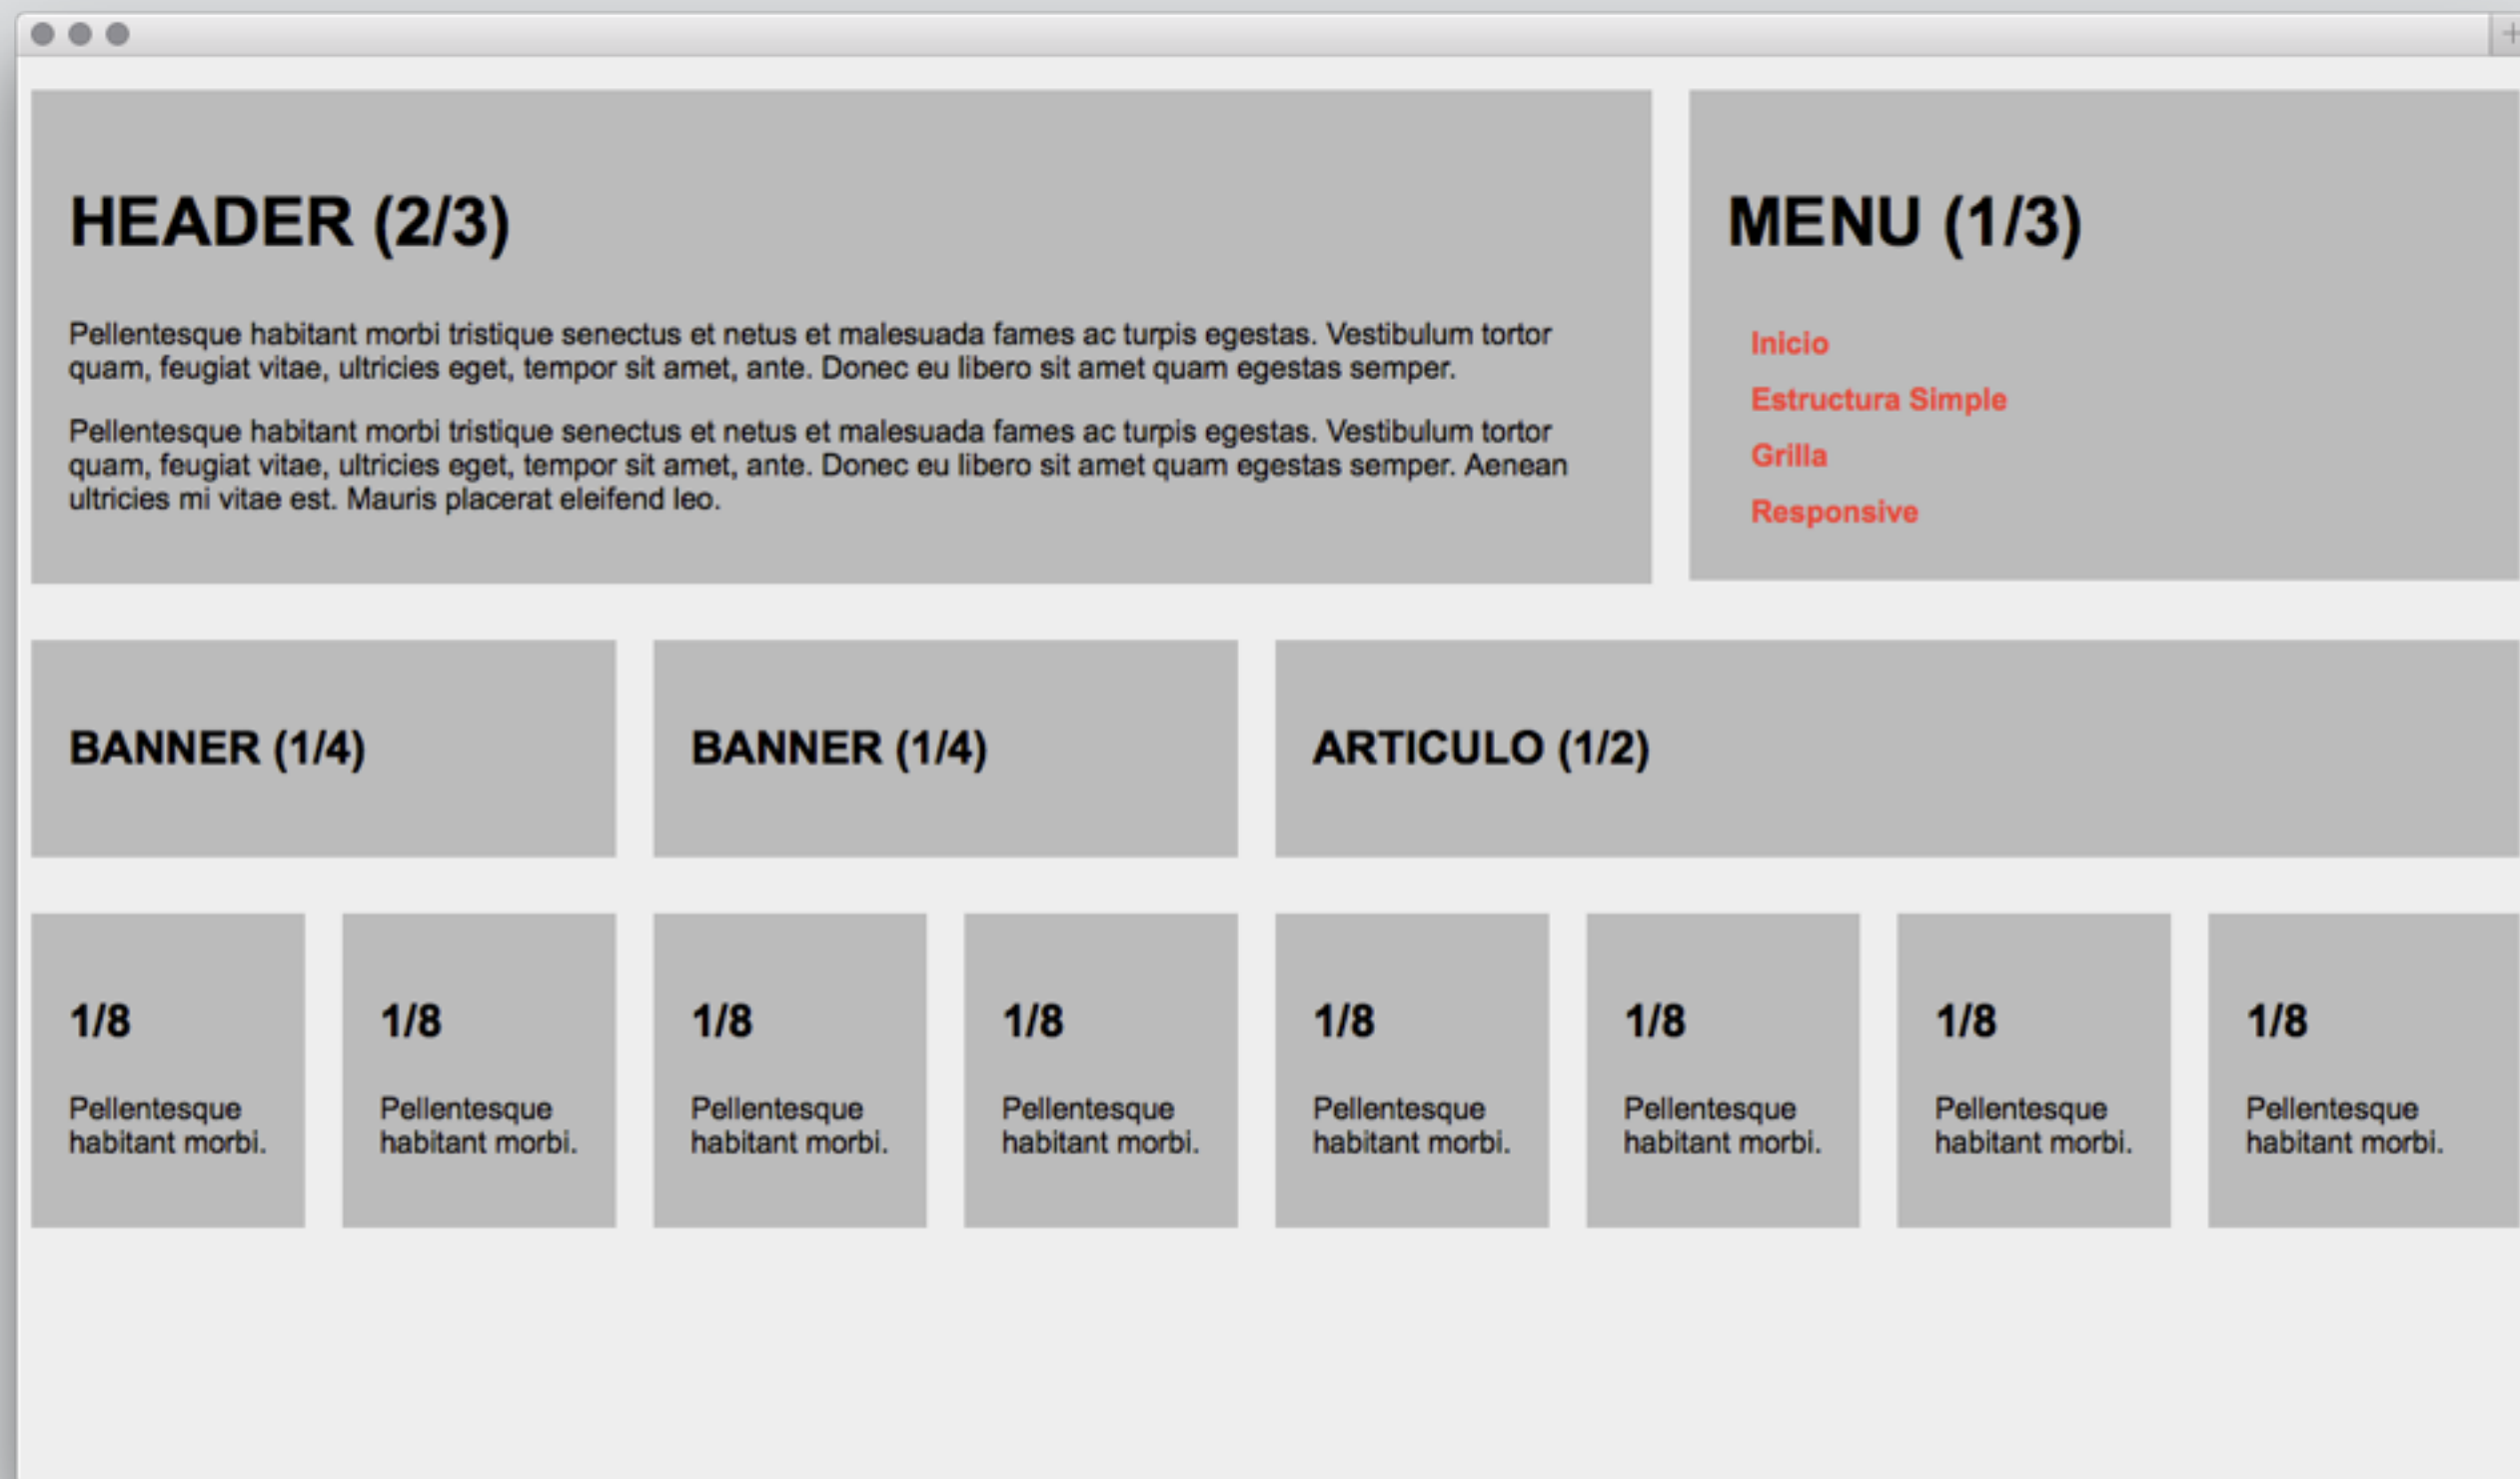 HEADER (2/3)
Pellentesque habitant morbi tristique senectus et netus et malesuada fames ac turpis egestas. Vestibulum tortor
quam, feugiat vitae, ultricies eget, tempor sit amet, ante. Donec eu libero sit amet quam egestas semper.
Pellentesque habitant morbi tristique senectus et netus et malesuada fames ac turpis egestas. Vestibulum tortor
quam, feugiat vitae, ultricies eget, tempor sit amet, ante. Donec eu libero sit amet quam egestas semper. Aenean
ultricies mi vitae est. Mauris placerat eleifend leo.
MENU (1/3)
Inicio
Estructura Simple
Grilla
Responsive
BANNER (1/4)
BANNER (1/4)
ARTICULO (1/2)
1/8
Pellentesque
habitant morbi.
1/8
Pellentesque
habitant morbi.
1/8
Pellentesque
habitant morbi.
1/8
Pellentesque
habitant morbi.
1/8
Pellentesque
habitant morbi.
1/8
Pellentesque
habitant morbi.
1/8
Pellentesque
habitant morbi.
1/8
Pellentesque
habitant morbi.